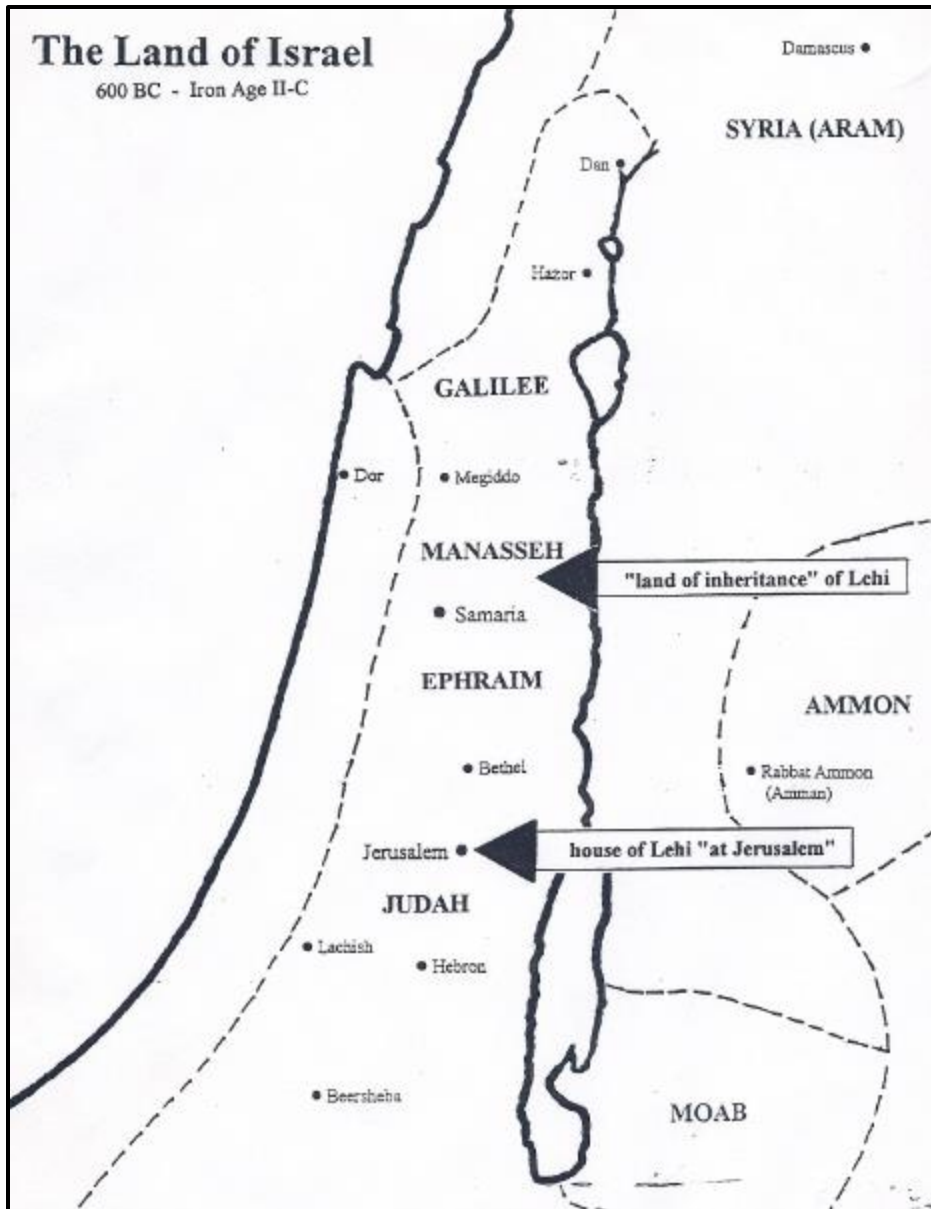 The Land of Israel
600 BC - Iron Age II-C
Damascus
SYRIA (ARAM)
Dan
Hazor
GALILEE
Dor
Megiddo
MANASSEH
"land of inheritance" of Lehi
Samaria
EPHRAIM
AMMON
Bethel
Rabbat Ammon
(Amman)
Jerusalem
house of Lehi "at Jerusalem"
JUDAH
Lachish
Hebron
Beersheba
MOAB